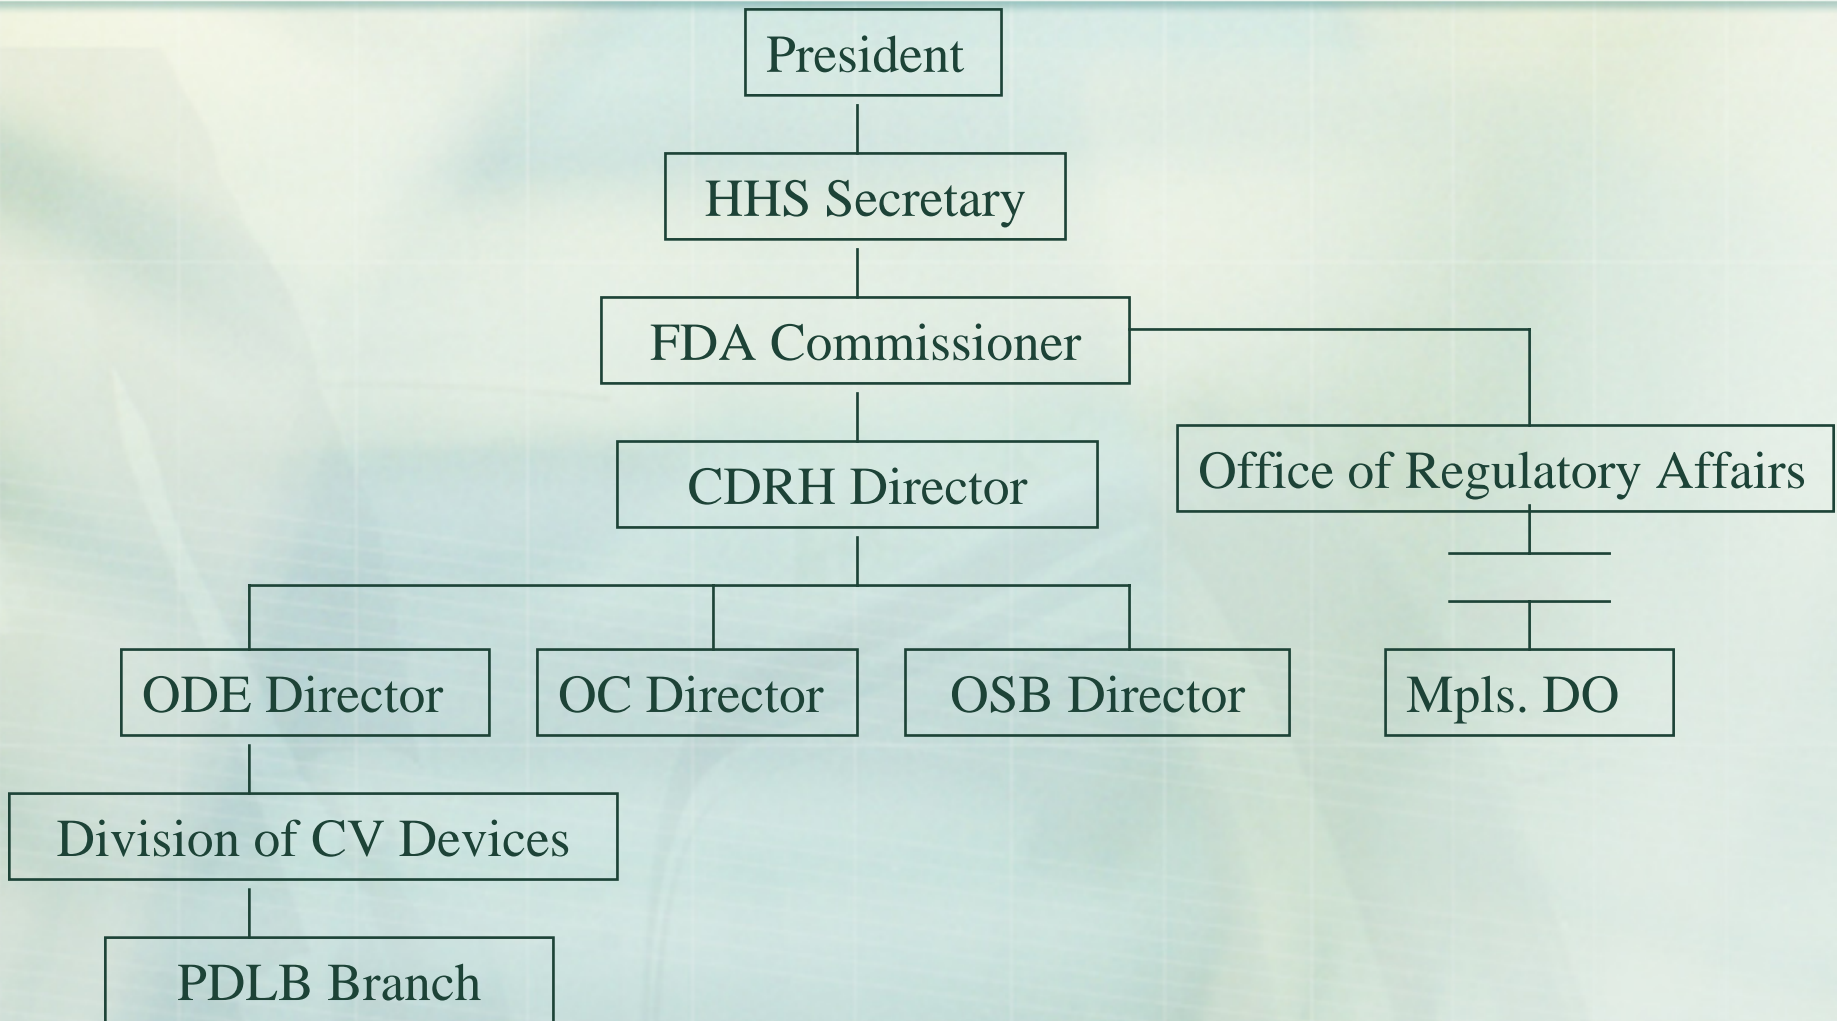 President
HHS Secretary
FDA Commissioner
CDRH Director
Office of Regulatory Affairs
ODE Director
OC Director
OSB Director
Mpls. DO
Division of CV Devices
PDLB Branch